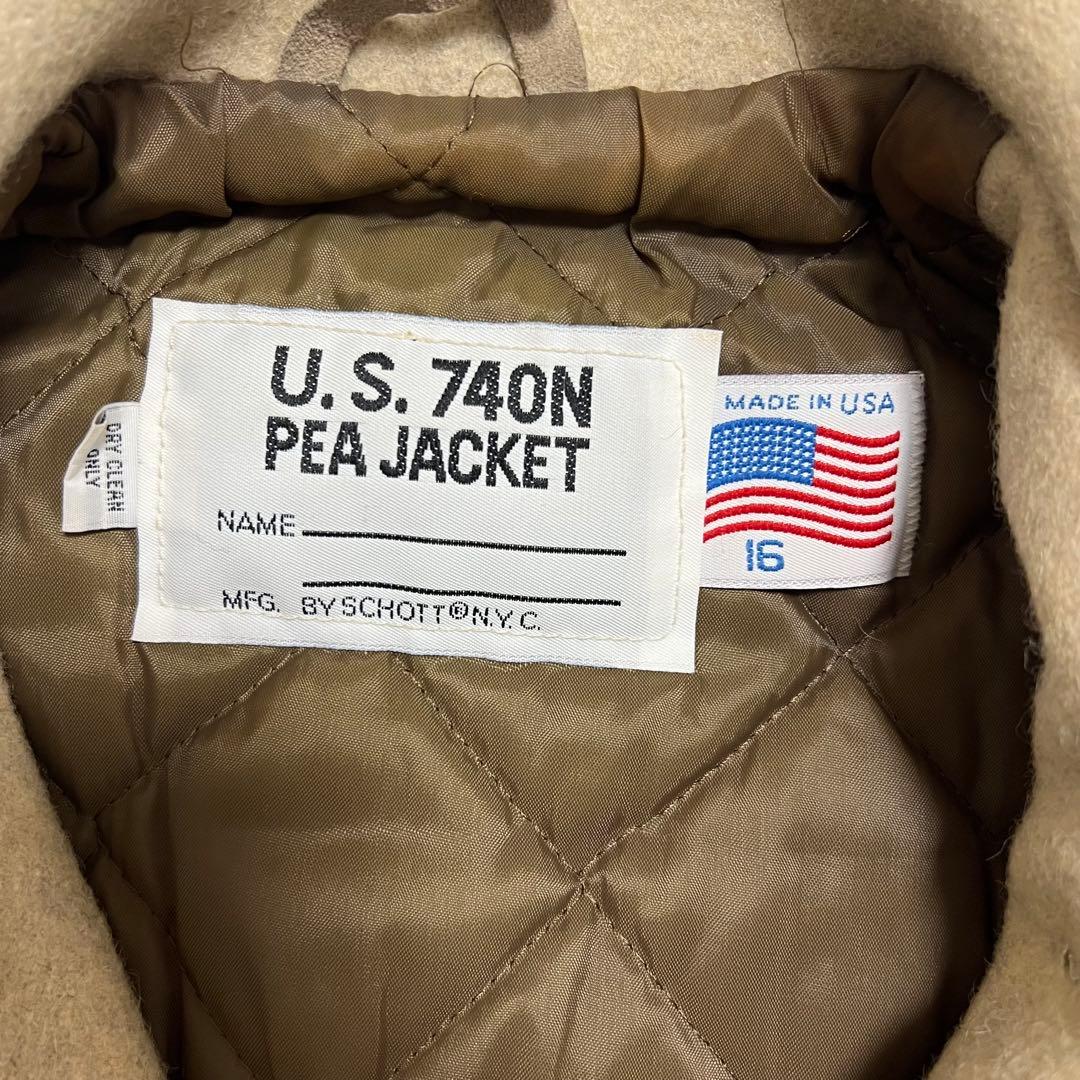 U.S. 740N
PEA JACKET
NAME
MFG. BY SCHOTT® N.Y.C.
MADE IN USA
16
DRY CLEAN
ONLY